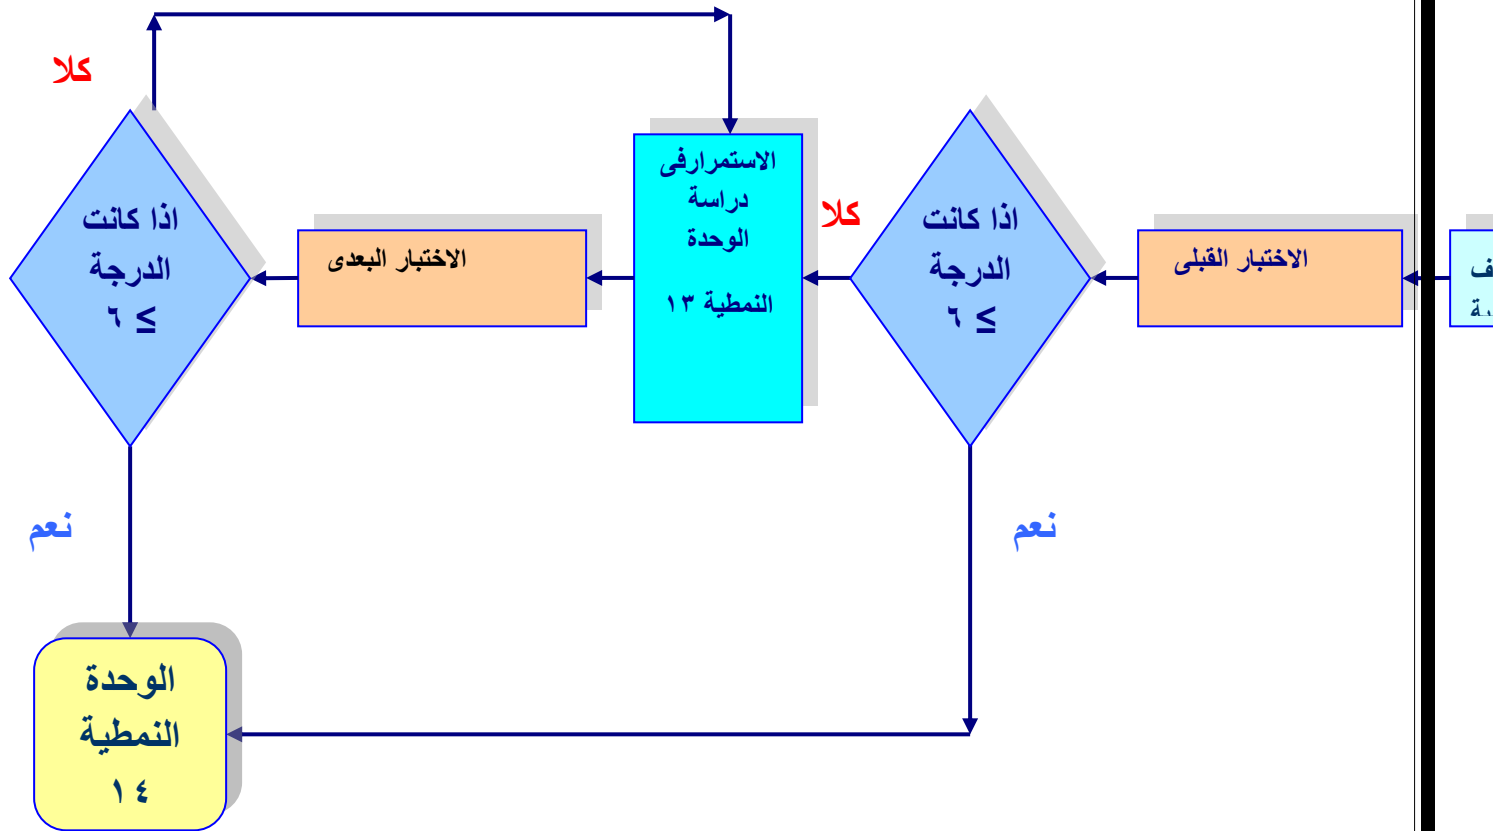 كلا
الاختبار القبلى
اذا كانت
الدرجة
≥ ٦
كلا
نعم
الاستمرارفى
دراسة
الوحدة
النمطية ١٣
الاختبار البعدى
اذا كانت
الدرجة
≥ ٦
نعم
الوحدة
النمطية
١٤